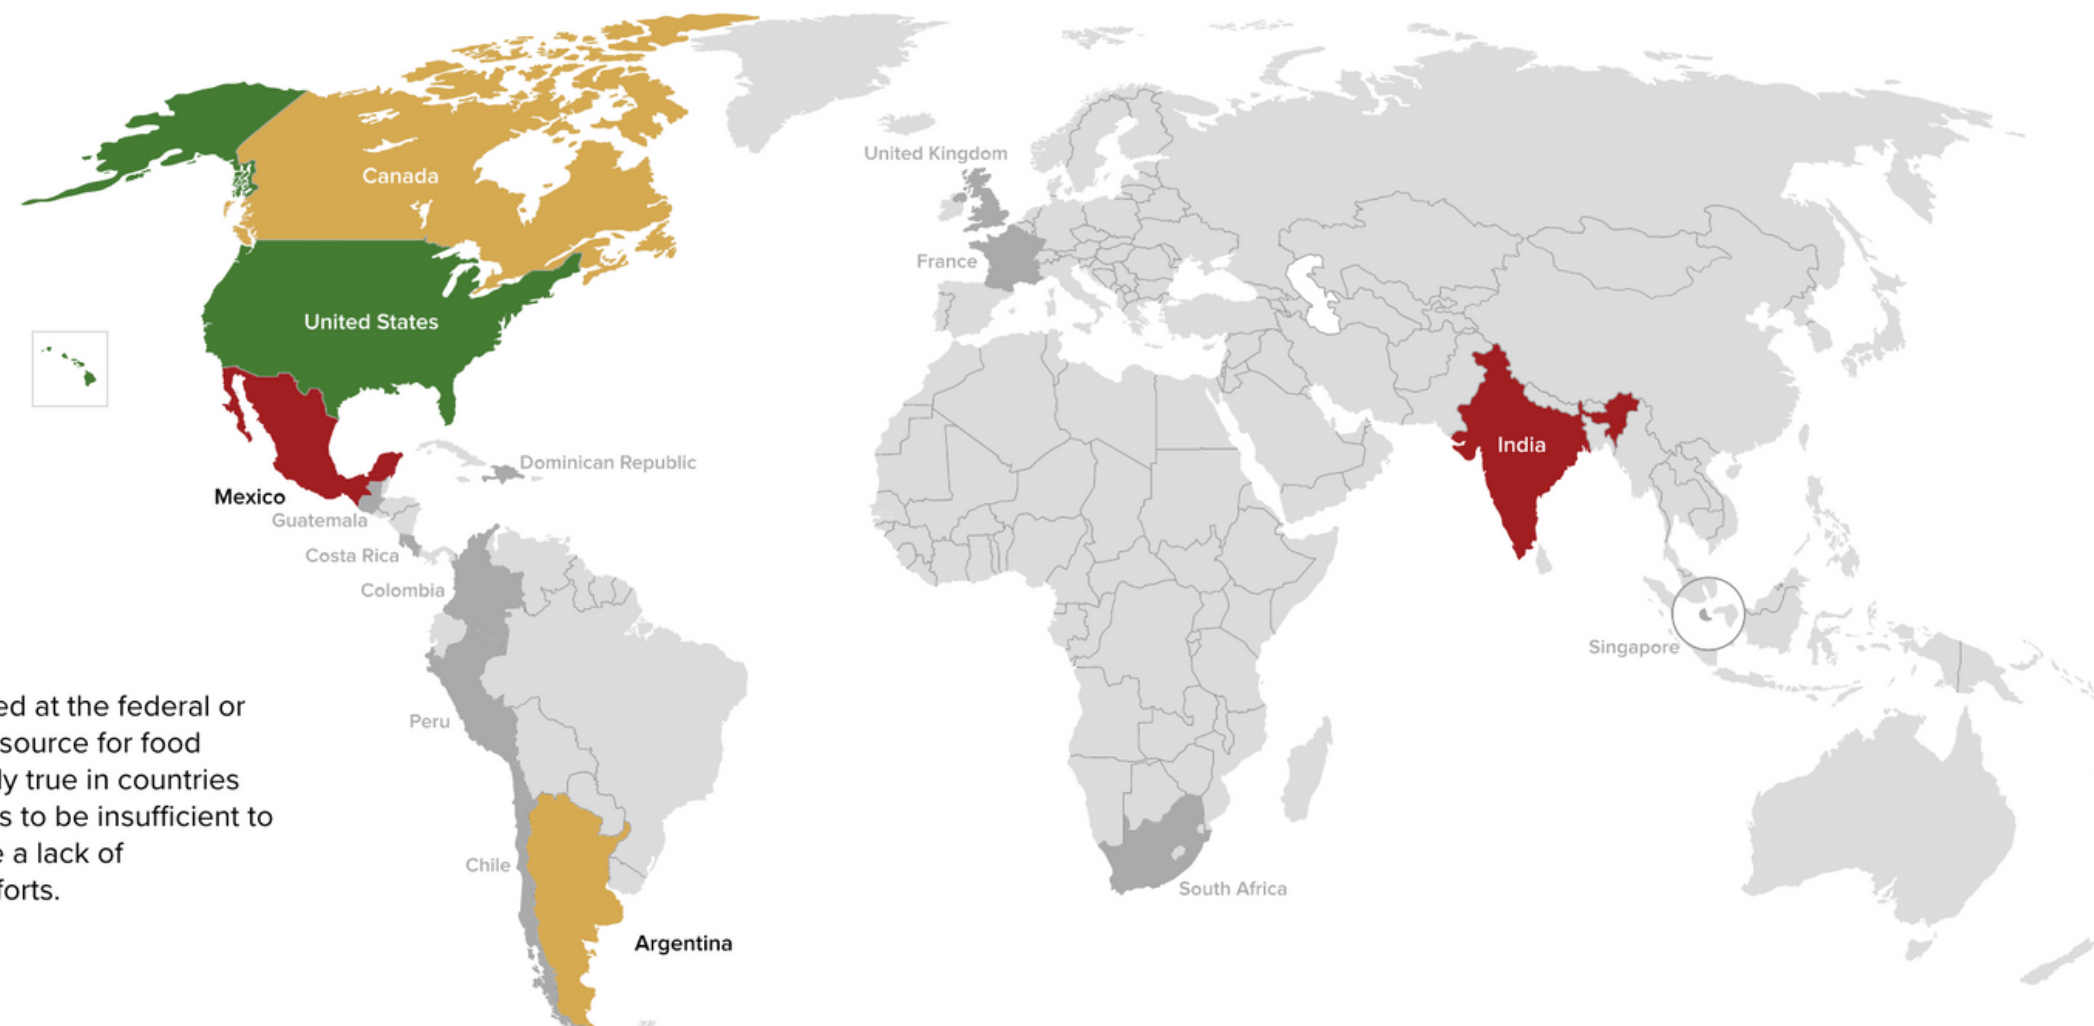 Canada
United Kingdom
France
United States
India
Dominican Republic
Mexico
Guatemala
Costa Rica
Colombia
Singapore
Peru
Chile
South Africa
Argentina
ed at the federal or
source for food
ly true in countries
s to be insufficient to
e a lack of
forts.